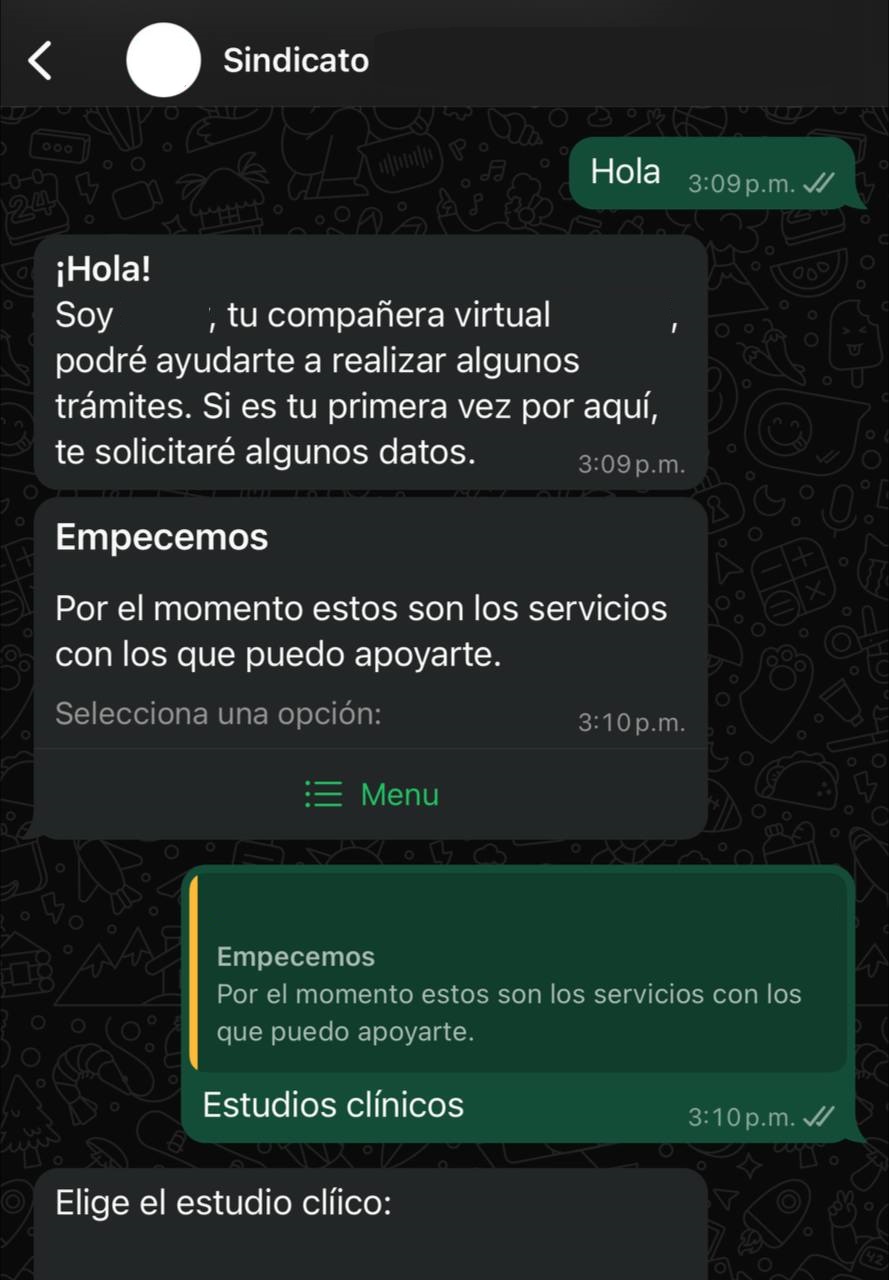 Sindicato
Hola 3:09 p.m.
¡Hola!
Soy , tu compañera virtual ,
podré ayudarte a realizar algunos
trámites. Si es tu primera vez por aquí,
te solicitaré algunos datos. 3:09 p.m.
Empecemos
Por el momento estos son los servicios
con los que puedo apoyarte.
Selecciona una opción: 3:10 p.m.
Menu
Empecemos
Por el momento estos son los servicios con los
que puedo apoyarte.
Estudios clínicos 3:10 p.m.
Elige el estudio clíico: